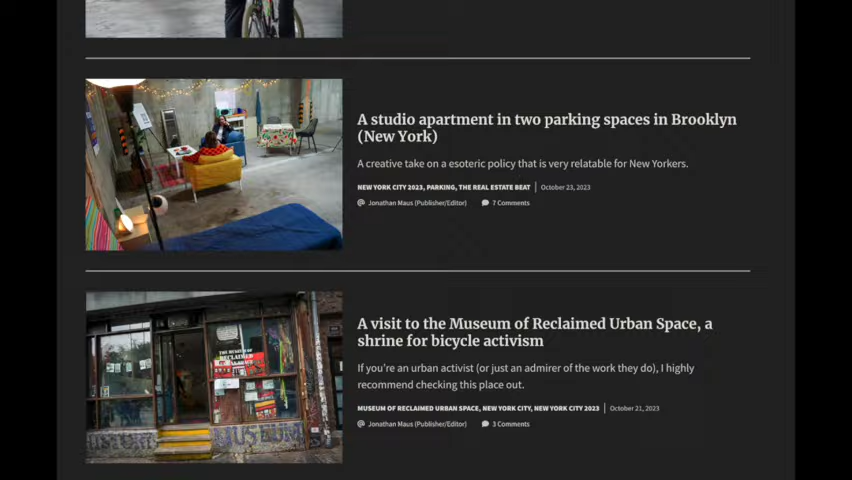 A studio apartment in two parking spaces in Brooklyn
(New York)
A creative take on a esoteric policy that is very relatable for New Yorkers.
NEW YORK CITY 2023, PARKING, THE REAL ESTATE BEAT | October 23, 2023
Jonathan Maus (Publisher/Editor) 7 Comments
A visit to the Museum of Reclaimed Urban Space, a
shrine for bicycle activism
If you're an urban activist (or just an admirer of the work they do), I highly
recommend checking this place out.
MUSEUM OF RECLAIMED URBAN SPACE, NEW YORK CITY, NEW YORK CITY 2023 | October 21, 2023
Jonathan Maus (Publisher/Editor) 3 Comments
MUSEUM